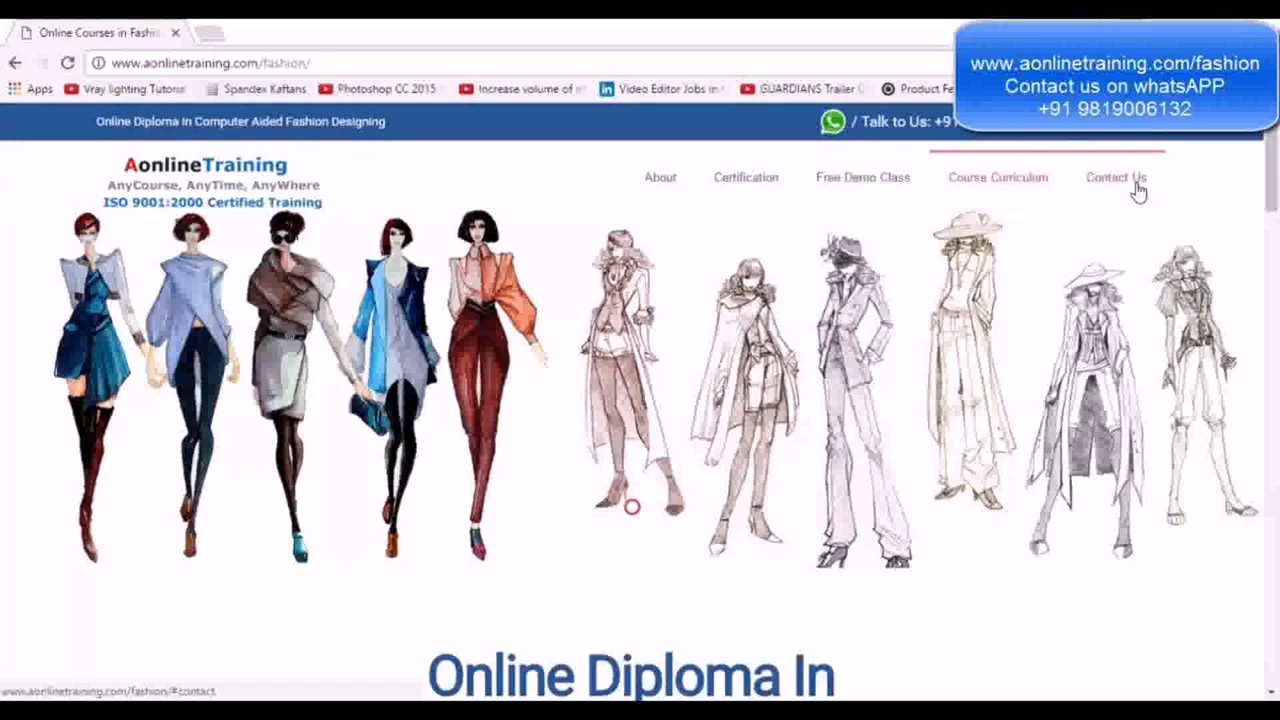 Online Courses in Fashi
www.aonlinetraining.com/fashion/
Apps Vray lighting Tutoria Spandex Kaftans Photoshop CC 2015 Increase volume of Video Editor Jobs in GUARDIANS Trailer Product Fe
www.aonlinetraining.com/fashion
Contact us on whatsAPP
+91 9819006132
Online Diploma In Computer Aided Fashion Designing
/ Talk to Us: +91
AonlineTraining
AnyCourse, AnyTime, AnyWhere
ISO 9001:2000 Certified Training
About Certification Free Demo Class Course Curriculum Contact Us
Online Diploma In
www.aonlinetraining.com/fashion/#contact